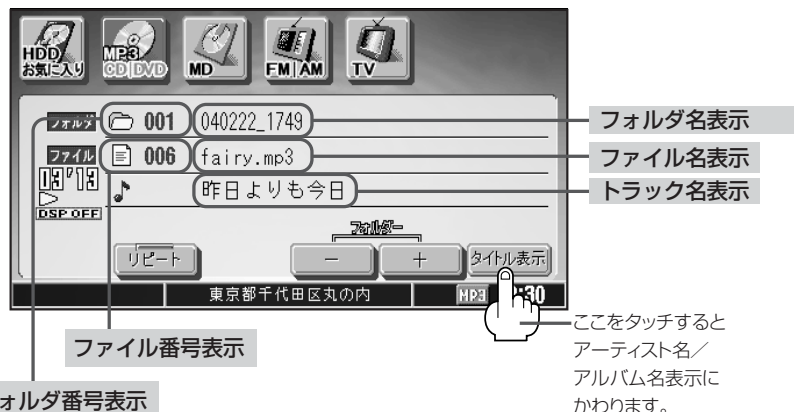 HDD お気に入り
MP3 CD|DVD
MD
FM|AM
TV
フォルダ 001 040222_1749
フォルダ名表示
ファイル 006 fairy.mp3
ファイル名表示
13'13
昨日よりも今日
トラック名表示
DSP OFF
フォルダー
リピート
−
+
タイトル表示
東京都千代田区丸の内
MP3
:30
ここをタッチすると
アーティスト名／
アルバム名表示に
かわります。
ファイル番号表示
ォルダ番号表示